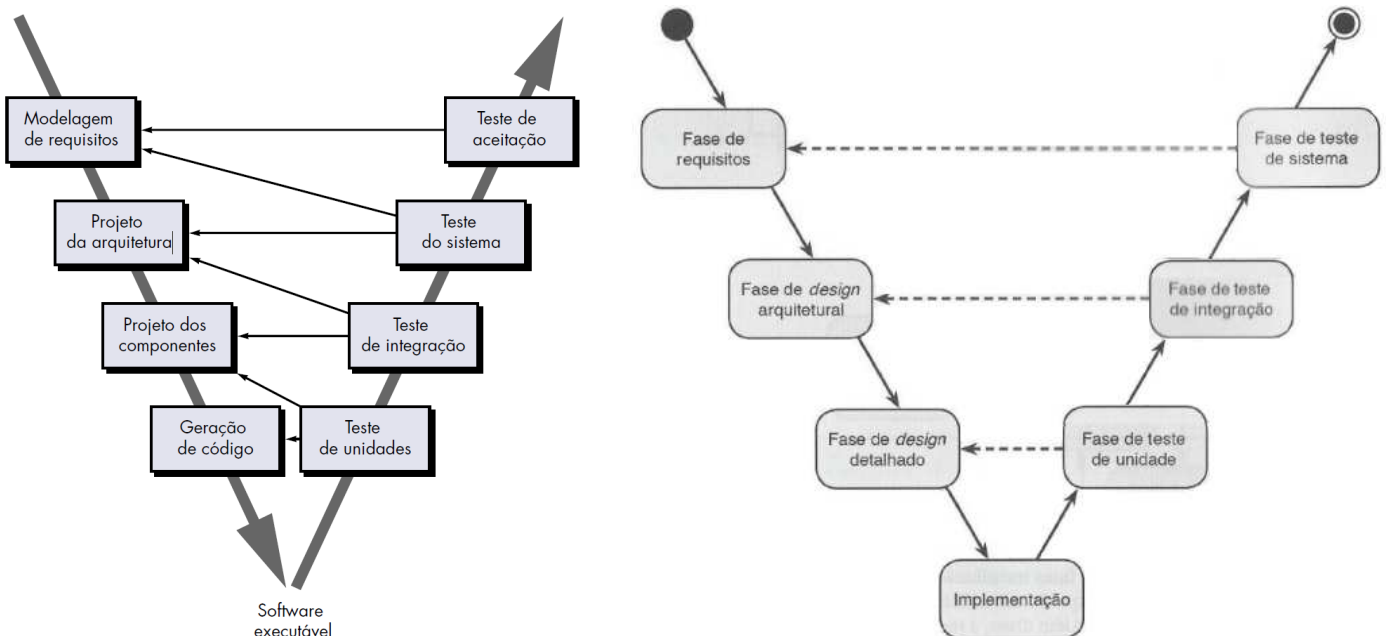 Modelagem
de requisitos
Teste de
aceitação
Projeto
da arquitetura
Teste
do sistema
Projeto dos
componentes
Teste
de integração
Geração
de código
Teste
de unidades
Software
executável
Fase de
requisitos
Fase de teste
de sistema
Fase de design
arquitetural
Fase de teste
de integração
Fase de design
detalhado
Fase de teste
de unidade
Implementação